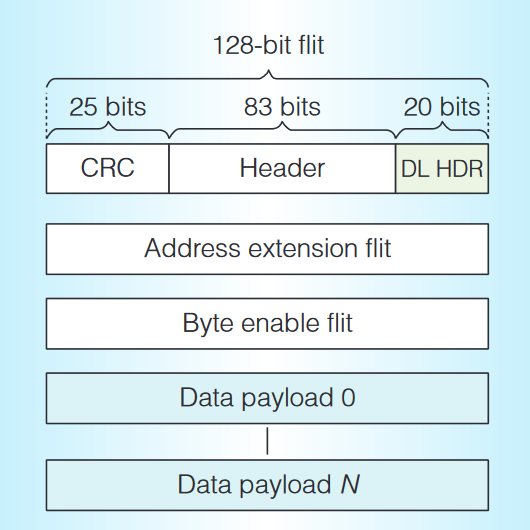 128-bit flit
25 bits 83 bits 20 bits
CRC Header DL HDR
Address extension flit
Byte enable flit
Data payload 0
Data payload N